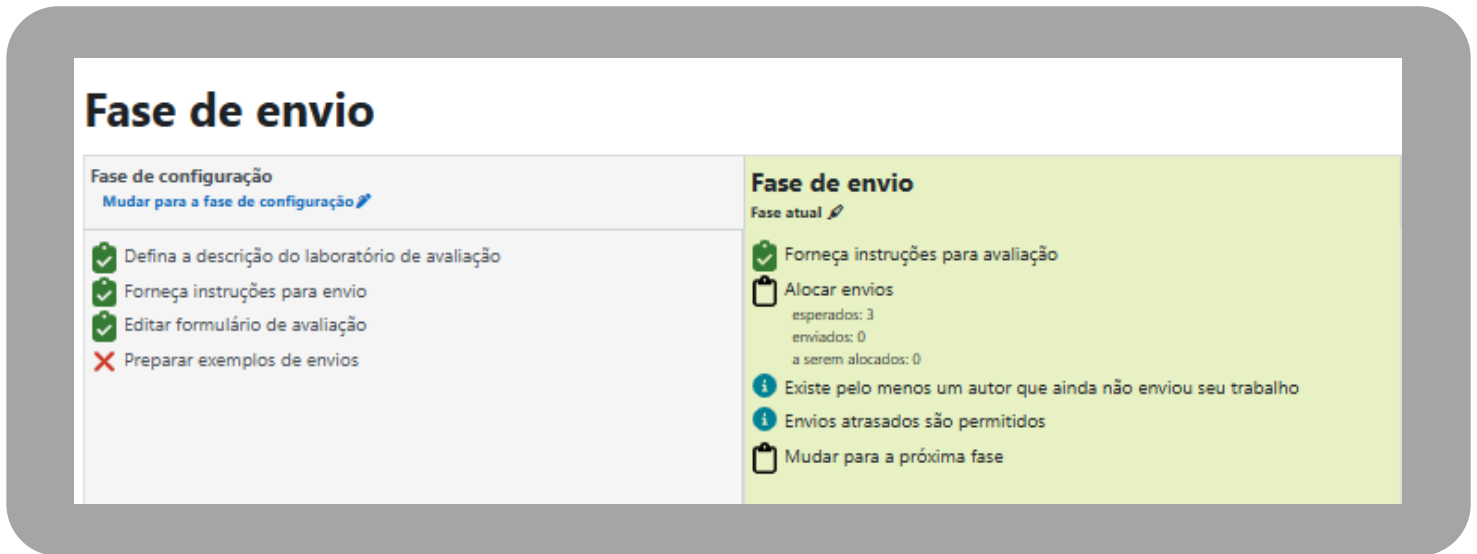 Fase de envio
Fase de configuração
Mudar para a fase de configuração
Defina a descrição do laboratório de avaliação
Forneça instruções para envio
Editar formulário de avaliação
Preparar exemplos de envios
Fase de envio
Fase atual
Forneça instruções para avaliação
Alocar envios
esperados: 3
enviados: 0
a serem alocados: 0
Existe pelo menos um autor que ainda não enviou seu trabalho
Envios atrasados são permitidos
Mudar para a próxima fase